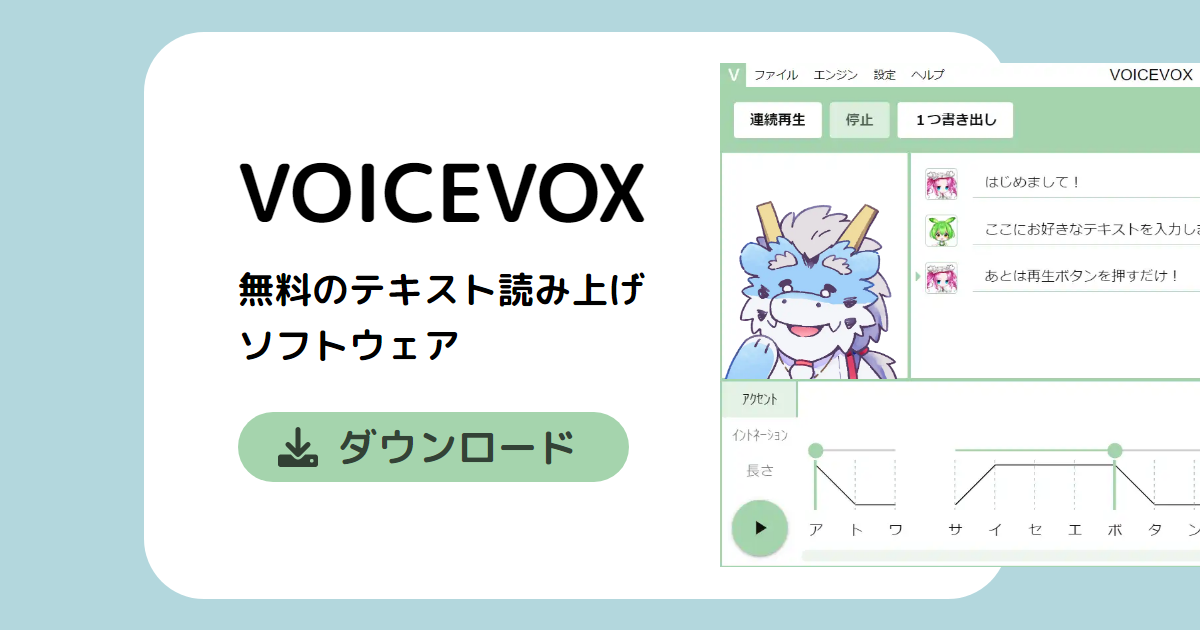 VOICEVOX
無料のテキスト読み上げ
ソフトウェア
ダウンロード
V ファイル エンジン 設定 ヘルプ VOICEVOX
連続再生 停止 1つ書き出し
はじめまして！
ここにお好きなテキストを入力し
あとは再生ボタンを押すだけ！
アクセント
イントネーション
長さ
ア ト ワ サ イ セ エ ボ タ ン